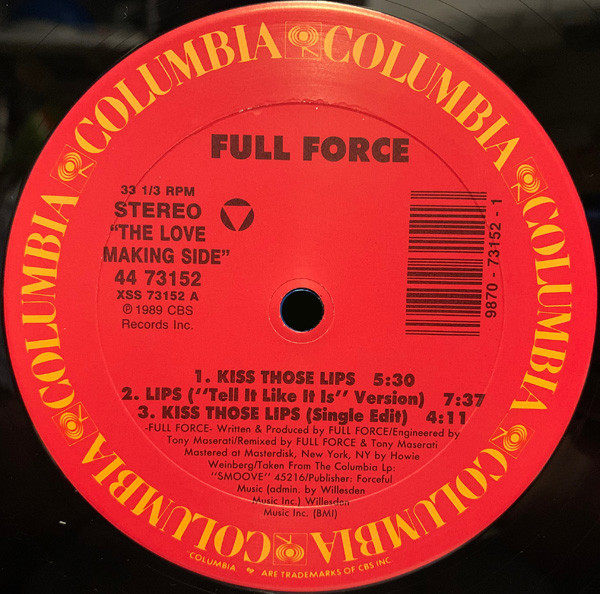 COLUMBIA COLUMBIA COLUMBIA COLUMBIA COLUMBIA COLUMBIA COLUMBIA COLUMBIA
FULL FORCE
33 1/3 RPM
STEREO
"THE LOVE
MAKING SIDE"
44 73152
XSS 73152 A
℗ 1989 CBS
Records Inc.
9870 - 73152 - 1
1. KISS THOSE LIPS 5:30
2. LIPS (''Tell It Like It Is'' Version) 7:37
3. KISS THOSE LIPS (Single Edit) 4:11
-FULL FORCE- Written & Produced by FULL FORCE/Engineered by
Tony Maserati/Remixed by FULL FORCE & Tony Maserati
Mastered at Masterdisk, New York, NY by Howie
Weinberg/Taken From The Columbia Lp:
''SMOOVE'' 45216/Publisher: Forceful
Music (admin. by Willesden
Music Inc.) Willesden
Music Inc. (BMI)
"COLUMBIA, ARE TRADEMARKS OF CBS INC